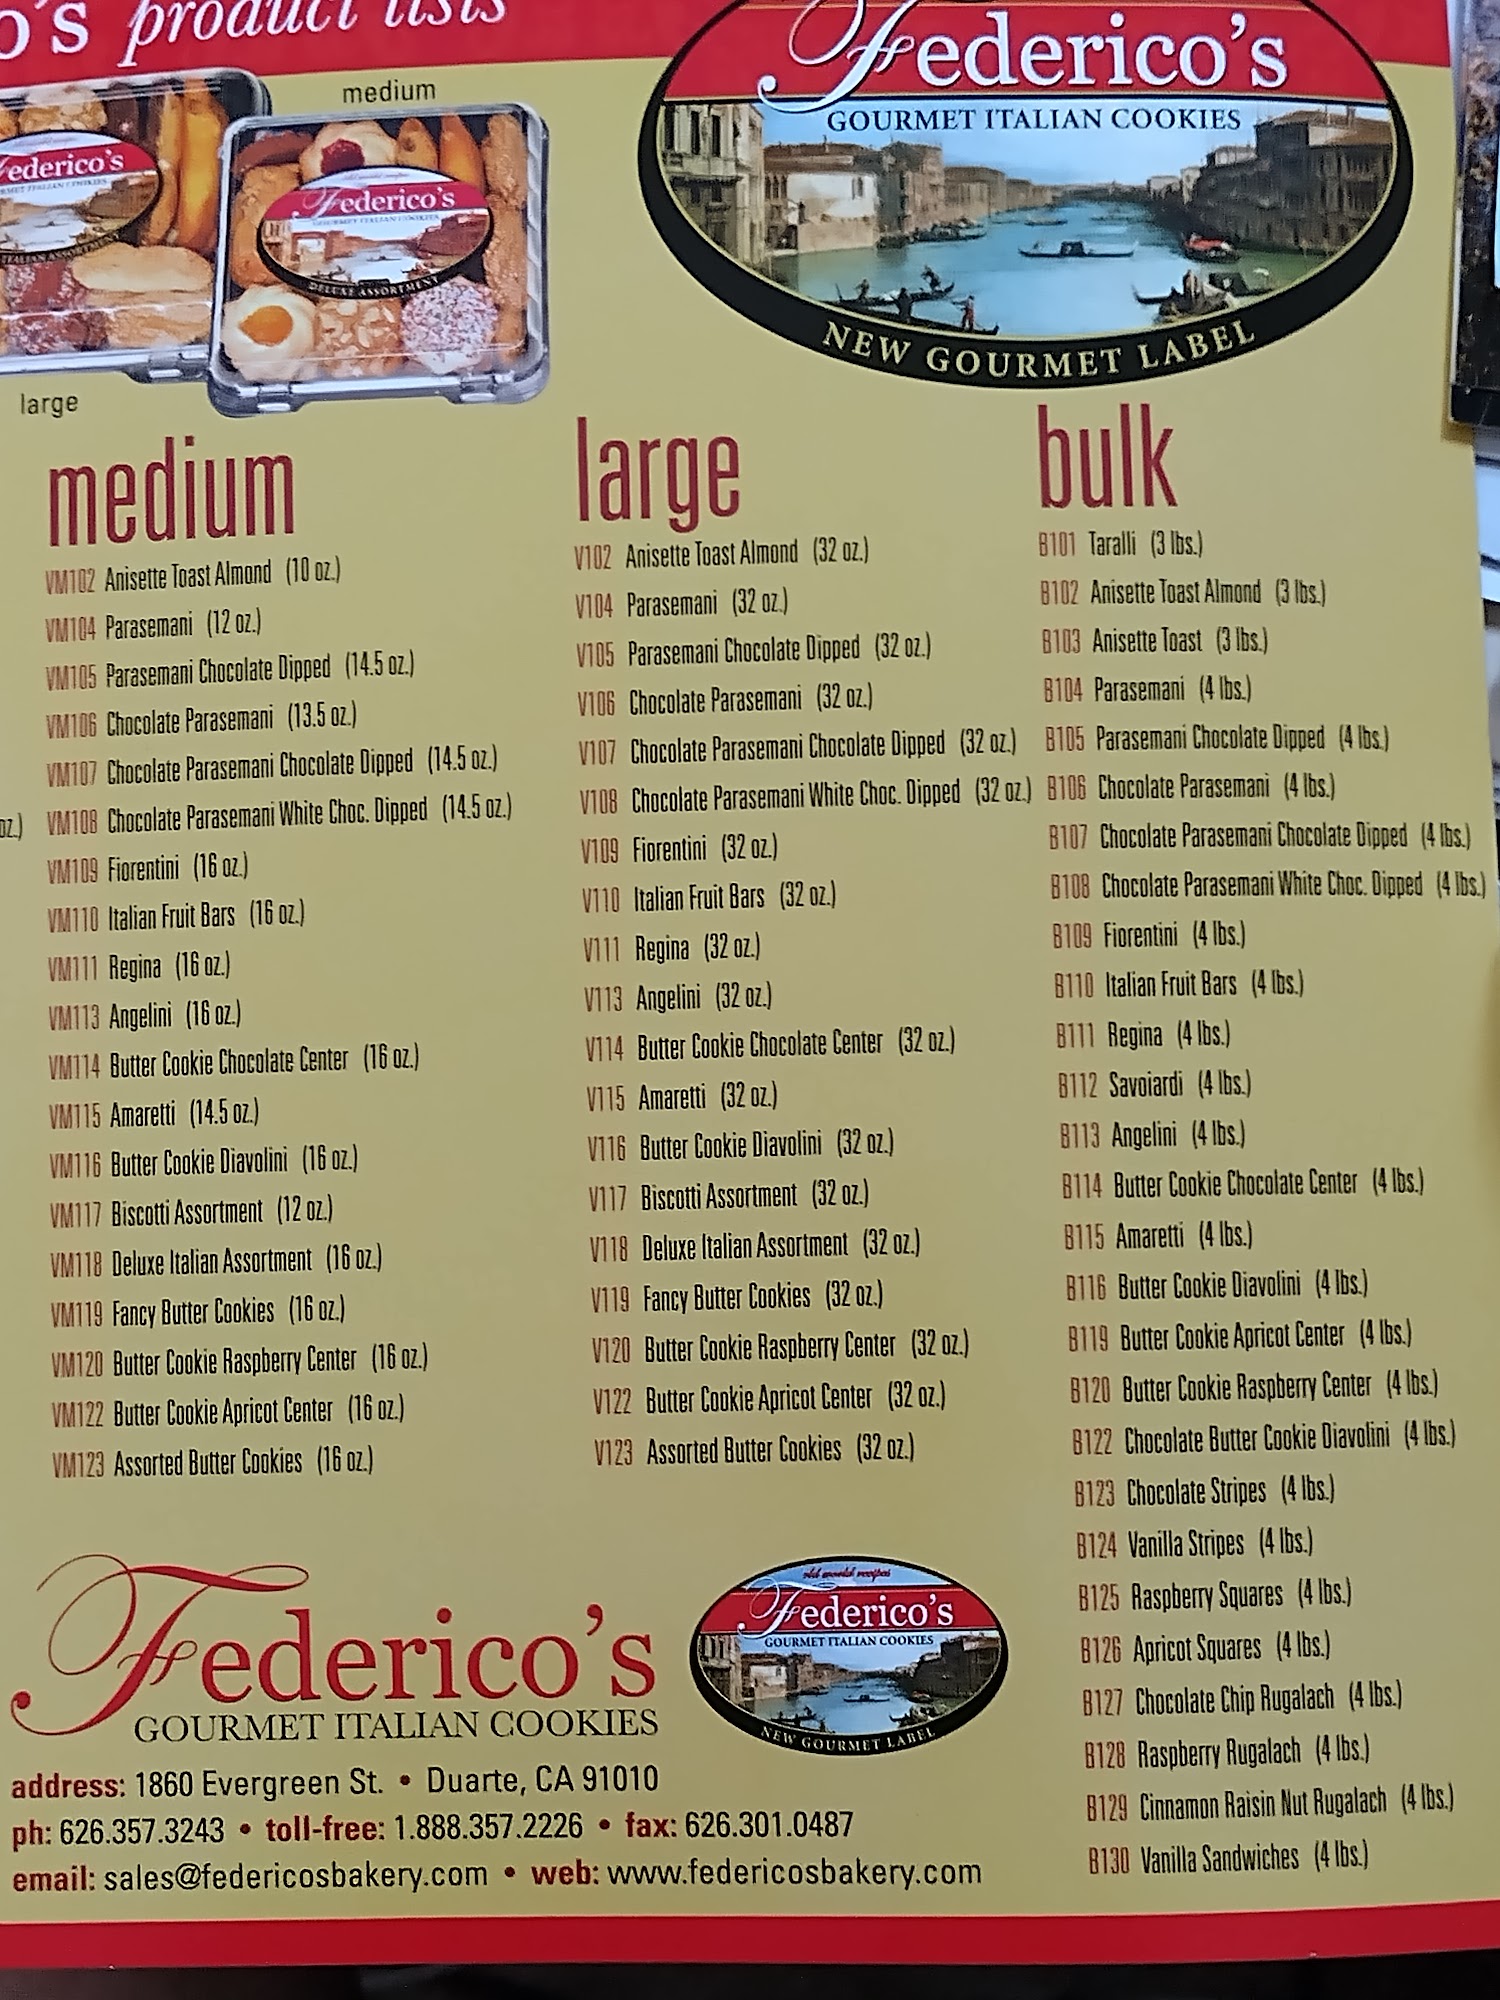 o's product lists
medium
large
Federico's
GOURMET ITALIAN COOKIES
NEW GOURMET LABEL
Federico's
DELUXE ASSORTMENT
ederico's
medium
VM102 Anisette Toast Almond (10 oz.)
VM104 Parasemani (12 oz.)
VM105 Parasemani Chocolate Dipped (14.5 oz.)
VM106 Chocolate Parasemani (13.5 oz.)
VM107 Chocolate Parasemani Chocolate Dipped (14.5 oz.)
oz.)
VM108 Chocolate Parasemani White Choc. Dipped (14.5 oz.)
VM109 Fiorentini (16 oz.)
VM110 Italian Fruit Bars (16 oz.)
VM111 Regina (16 oz.)
VM113 Angelini (16 oz.)
VM114 Butter Cookie Chocolate Center (16 oz.)
VM115 Amaretti (14.5 oz.)
VM116 Butter Cookie Diavolini (16 oz.)
VM117 Biscotti Assortment (12 oz.)
VM118 Deluxe Italian Assortment (16 oz.)
VM119 Fancy Butter Cookies (16 oz.)
VM120 Butter Cookie Raspberry Center (16 oz.)
VM122 Butter Cookie Apricot Center (16 oz.)
VM123 Assorted Butter Cookies (16 oz.)
large
V102 Anisette Toast Almond (32 oz.)
V104 Parasemani (32 oz.)
V105 Parasemani Chocolate Dipped (32 oz.)
V106 Chocolate Parasemani (32 oz.)
V107 Chocolate Parasemani Chocolate Dipped (32 oz.)
V108 Chocolate Parasemani White Choc. Dipped (32 oz.)
V109 Fiorentini (32 oz.)
V110 Italian Fruit Bars (32 oz.)
V111 Regina (32 oz.)
V113 Angelini (32 oz.)
V114 Butter Cookie Chocolate Center (32 oz.)
V115 Amaretti (32 oz.)
V116 Butter Cookie Diavolini (32 oz.)
V117 Biscotti Assortment (32 oz.)
V118 Deluxe Italian Assortment (32 oz.)
V119 Fancy Butter Cookies (32 oz.)
V120 Butter Cookie Raspberry Center (32 oz.)
V122 Butter Cookie Apricot Center (32 oz.)
V123 Assorted Butter Cookies (32 oz.)
bulk
B101 Taralli (3 lbs.)
B102 Anisette Toast Almond (3 lbs.)
B103 Anisette Toast (3 lbs.)
B104 Parasemani (4 lbs.)
B105 Parasemani Chocolate Dipped (4 lbs.)
B106 Chocolate Parasemani (4 lbs.)
B107 Chocolate Parasemani Chocolate Dipped (4 lbs.)
B108 Chocolate Parasemani White Choc. Dipped (4 lbs.)
B109 Fiorentini (4 lbs.)
B110 Italian Fruit Bars (4 lbs.)
B111 Regina (4 lbs.)
B112 Savoiardi (4 lbs.)
B113 Angelini (4 lbs.)
B114 Butter Cookie Chocolate Center (4 lbs.)
B115 Amaretti (4 lbs.)
B116 Butter Cookie Diavolini (4 lbs.)
B119 Butter Cookie Apricot Center (4 lbs.)
B120 Butter Cookie Raspberry Center (4 lbs.)
B122 Chocolate Butter Cookie Diavolini (4 lbs.)
B123 Chocolate Stripes (4 lbs.)
B124 Vanilla Stripes (4 lbs.)
B125 Raspberry Squares (4 lbs.)
B126 Apricot Squares (4 lbs.)
B127 Chocolate Chip Rugalach (4 lbs.)
B128 Raspberry Rugalach (4 lbs.)
B129 Cinnamon Raisin Nut Rugalach (4 lbs.)
B130 Vanilla Sandwiches (4 lbs.)
Federico's
GOURMET ITALIAN COOKIES
old world recipes
Federico's
GOURMET ITALIAN COOKIES
NEW GOURMET LABEL
address: 1860 Evergreen St. • Duarte, CA 91010
ph: 626.357.3243 • toll-free: 1.888.357.2226 • fax: 626.301.0487
email: sales@federicosbakery.com • web: www.federicosbakery.com